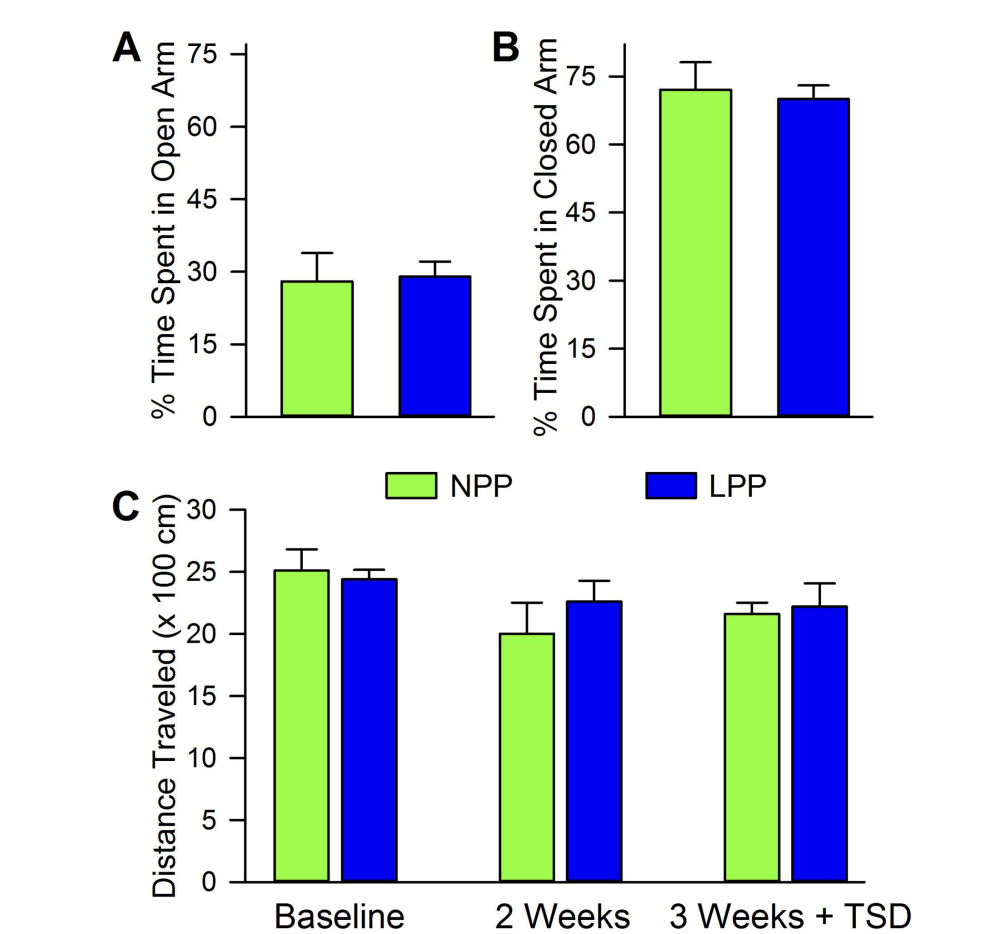 A
% Time Spent in Open Arm
75
60
45
30
15
0
B
% Time Spent in Closed Arm
75
60
45
30
15
0
NPP
LPP
C
Distance Traveled (x 100 cm)
30
25
20
15
10
5
0
Baseline
2 Weeks
3 Weeks + TSD